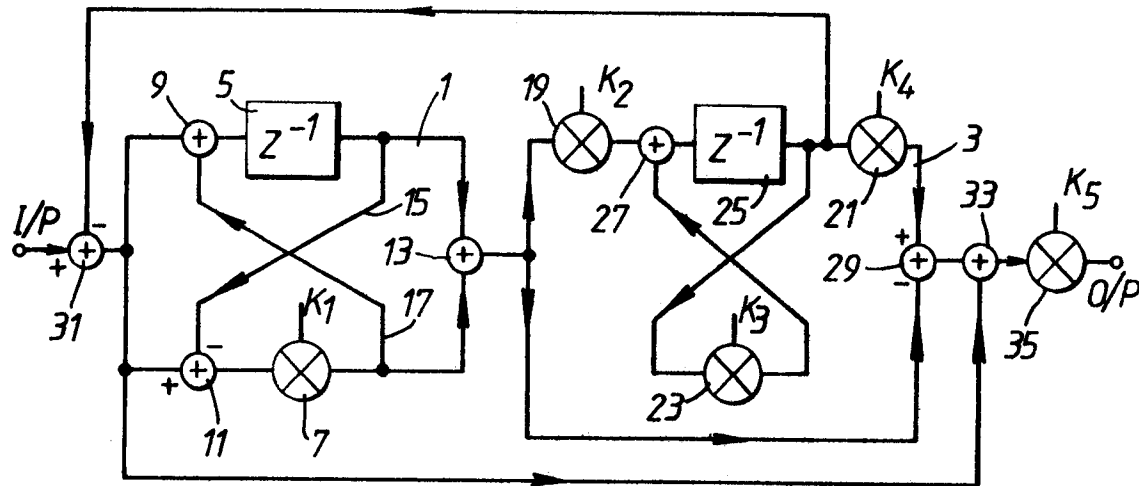 9 5 1 19 K₂ K₄
Z⁻¹ Z⁻¹ 3
I/P − 15 27 25 21 33 K₅
+ 13 + 29 − O/P
31 K₁ 17 K₃ 35
− + 23
11 7